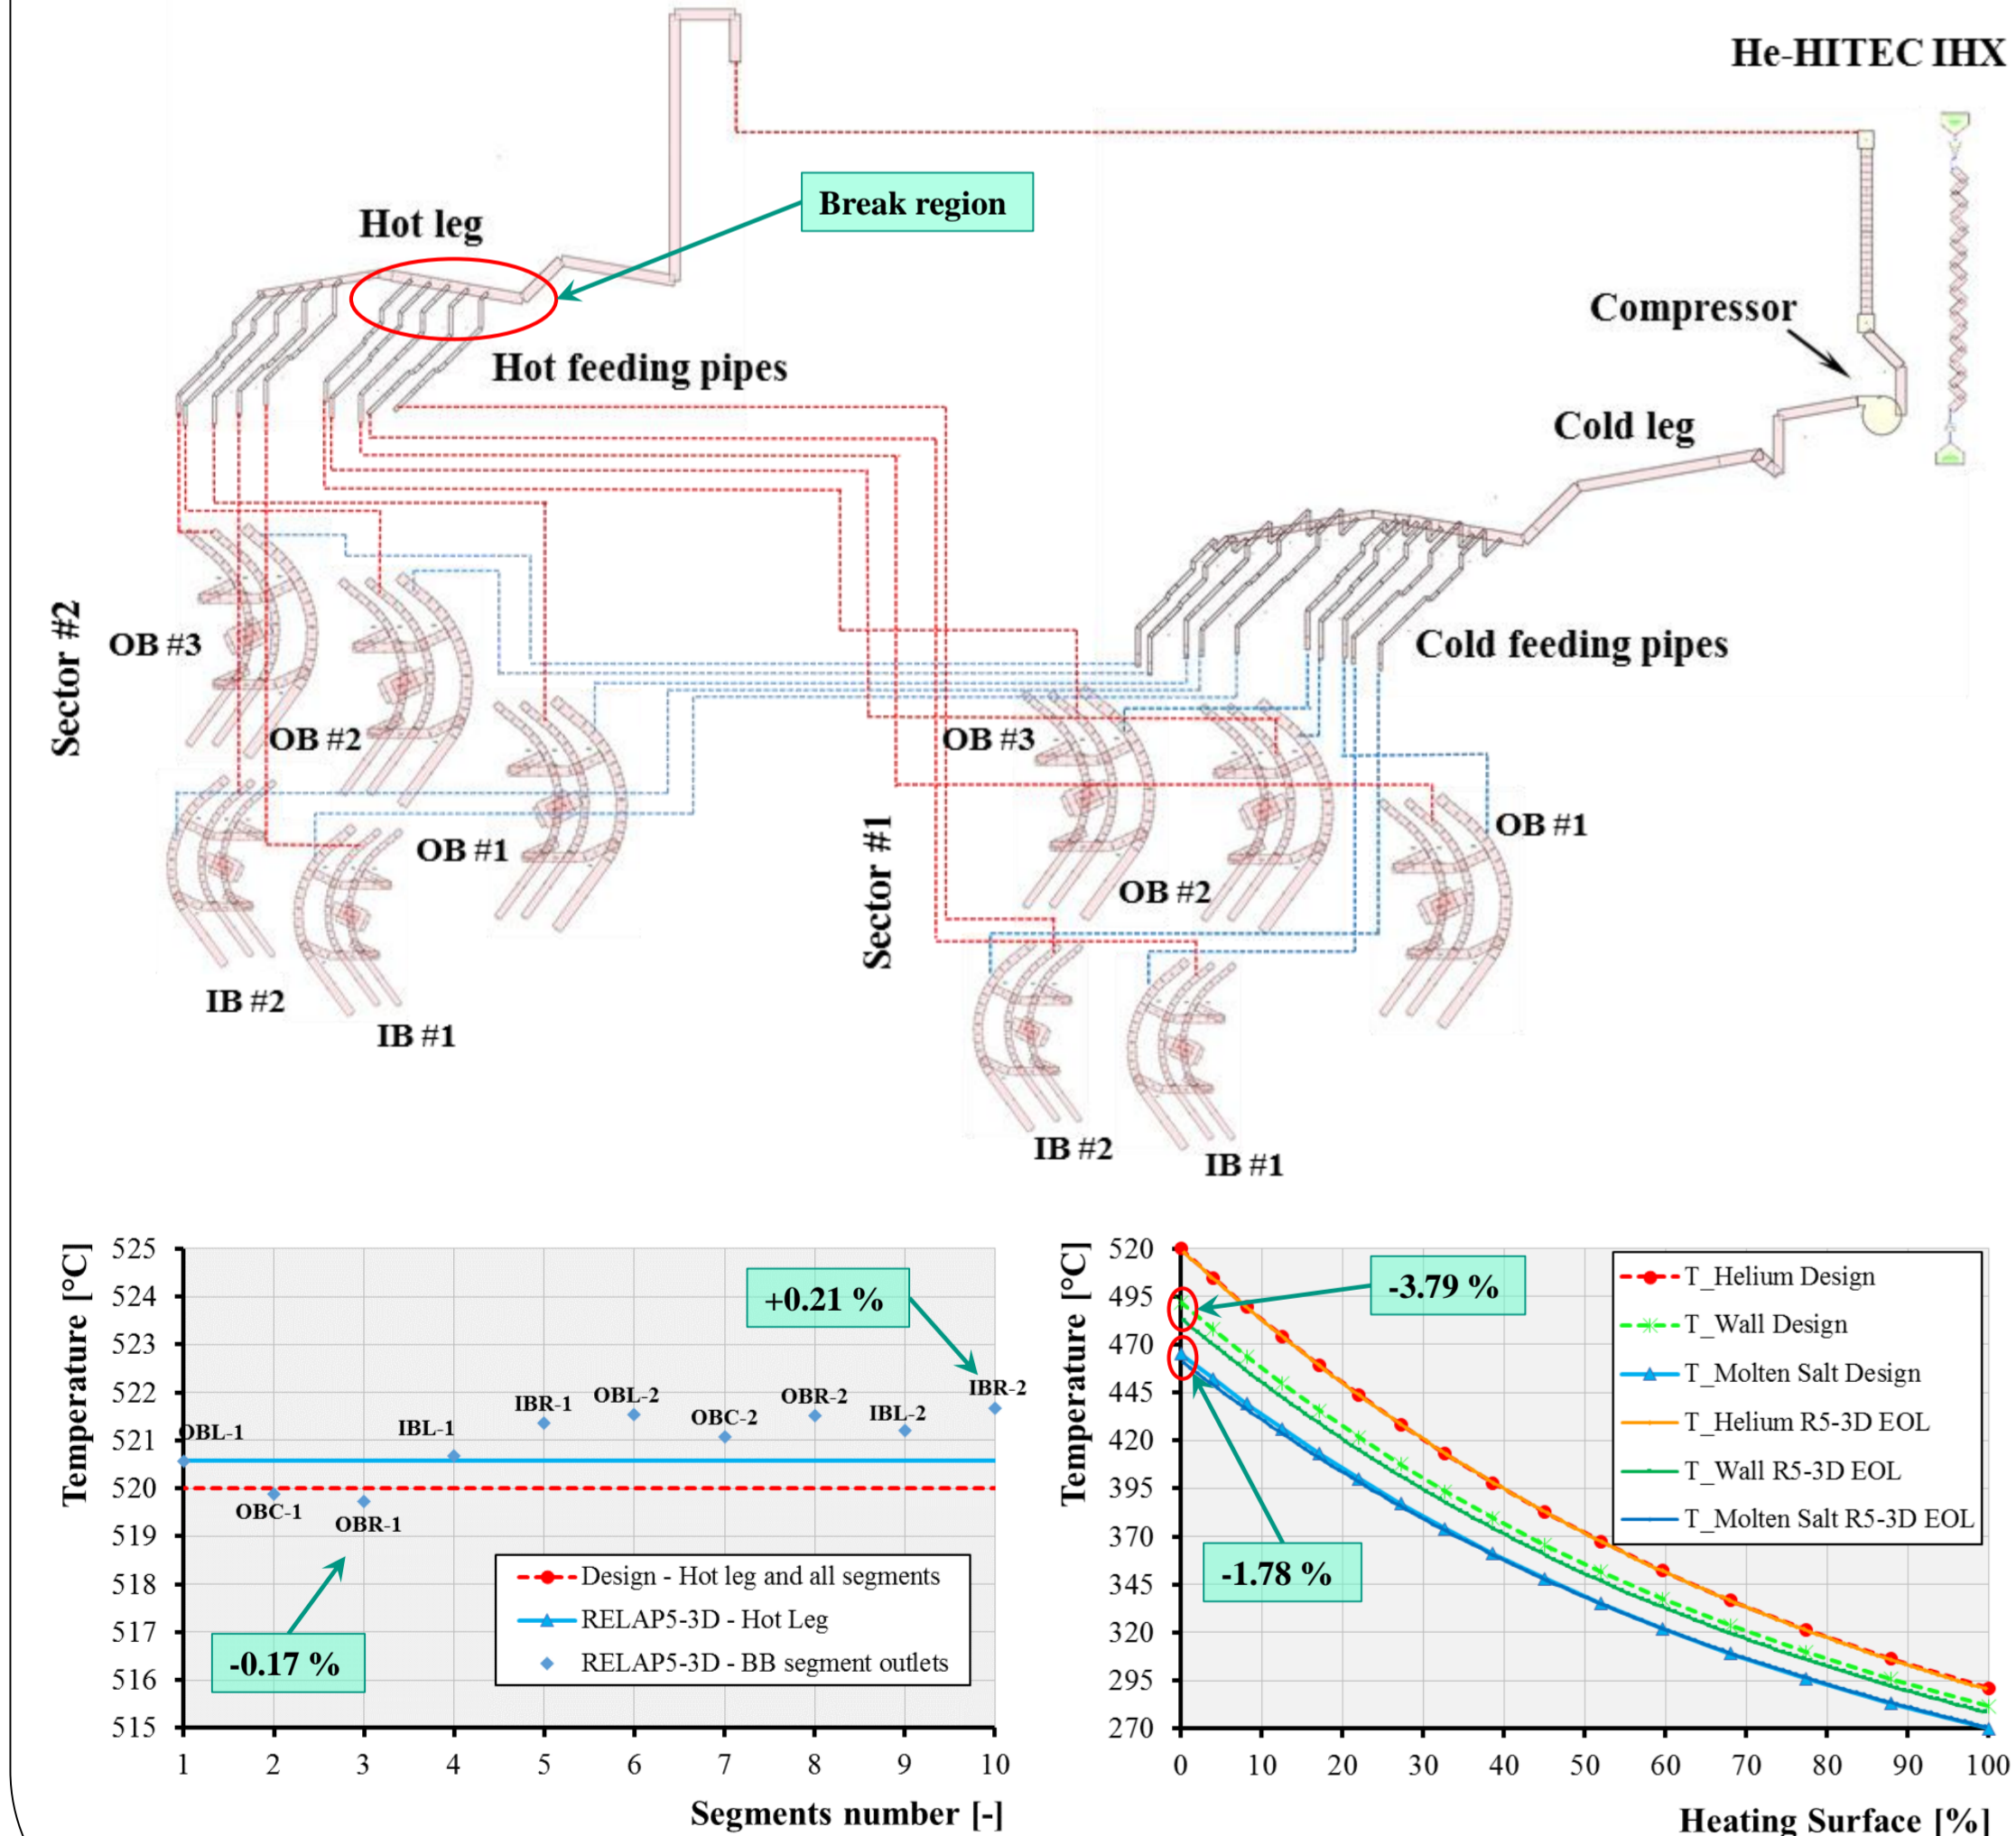 He-HITEC IHX
Break region
Hot leg
Compressor
Hot feeding pipes
Cold leg
Sector #2
OB #3
Cold feeding pipes
OB #2
OB #3
Sector #1
OB #1
OB #1
OB #2
IB #2
IB #1
IB #2
IB #1
Temperature [°C]
525
524
523
522
521
520
519
518
517
516
515
+0.21 %
OBL-1
OBC-1
OBR-1
IBL-1
IBR-1
OBL-2
OBC-2
OBR-2
IBL-2
IBR-2
-0.17 %
Design - Hot leg and all segments
RELAP5-3D - Hot Leg
RELAP5-3D - BB segment outlets
1 2 3 4 5 6 7 8 9 10
Segments number [-]
Temperature [°C]
520
495
470
445
420
395
370
345
320
295
270
-3.79 %
-1.78 %
T_Helium Design
T_Wall Design
T_Molten Salt Design
T_Helium R5-3D EOL
T_Wall R5-3D EOL
T_Molten Salt R5-3D EOL
0 10 20 30 40 50 60 70 80 90 100
Heating Surface [%]